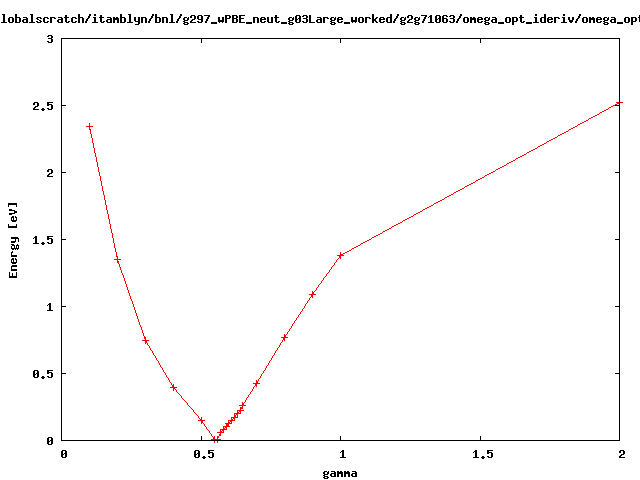 lobalscratch/itamblyn/bnl/g297_wPBE_neut_g03Large_worked/g2g71063/omega_opt_ideriv/omega_opt
3
2.5
2
1.5
1
0.5
0
Energy [eV]
0 0.5 1 1.5 2
gamma